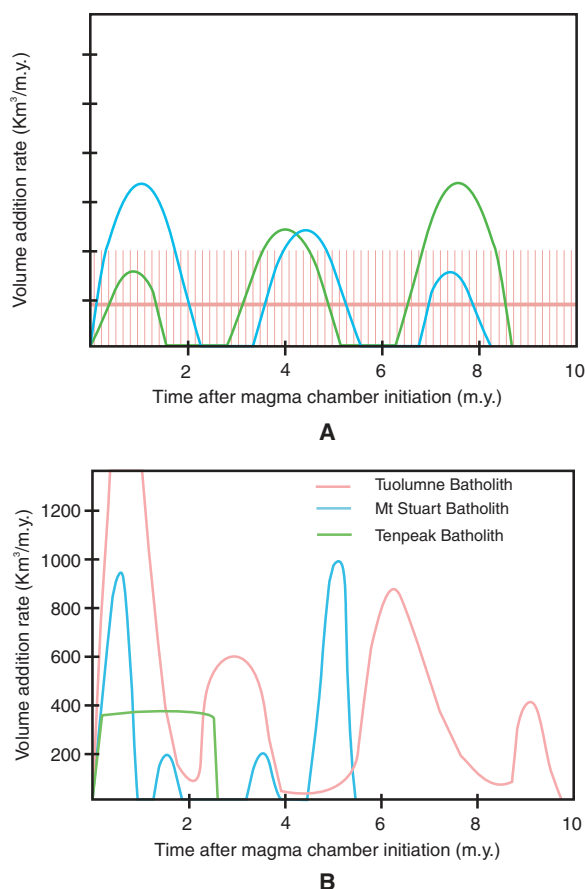 Volume addition rate (Km³/m.y.)
2
4
6
8
10
Time after magma chamber initiation (m.y.)
A
Volume addition rate (Km³/m.y.)
1200
1000
800
600
400
200
Tuolumne Batholith
Mt Stuart Batholith
Tenpeak Batholith
2
4
6
8
10
Time after magma chamber initiation (m.y.)
B